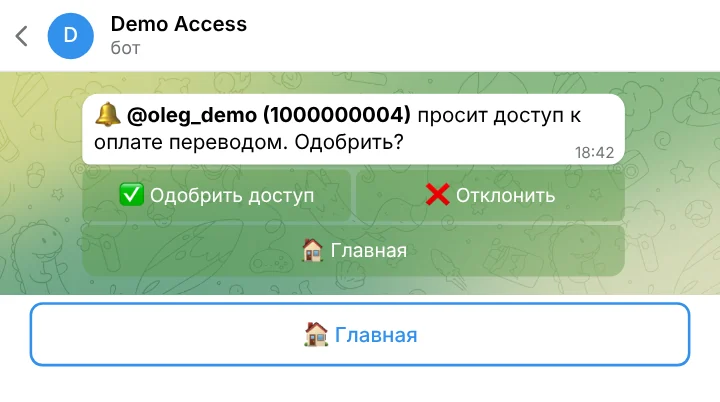 D
Demo Access
бот
🔔 @oleg_demo (1000000004) просит доступ к
оплате переводом. Одобрить?
18:42
✅ Одобрить доступ
❌ Отклонить
🏠 Главная
🏠 Главная